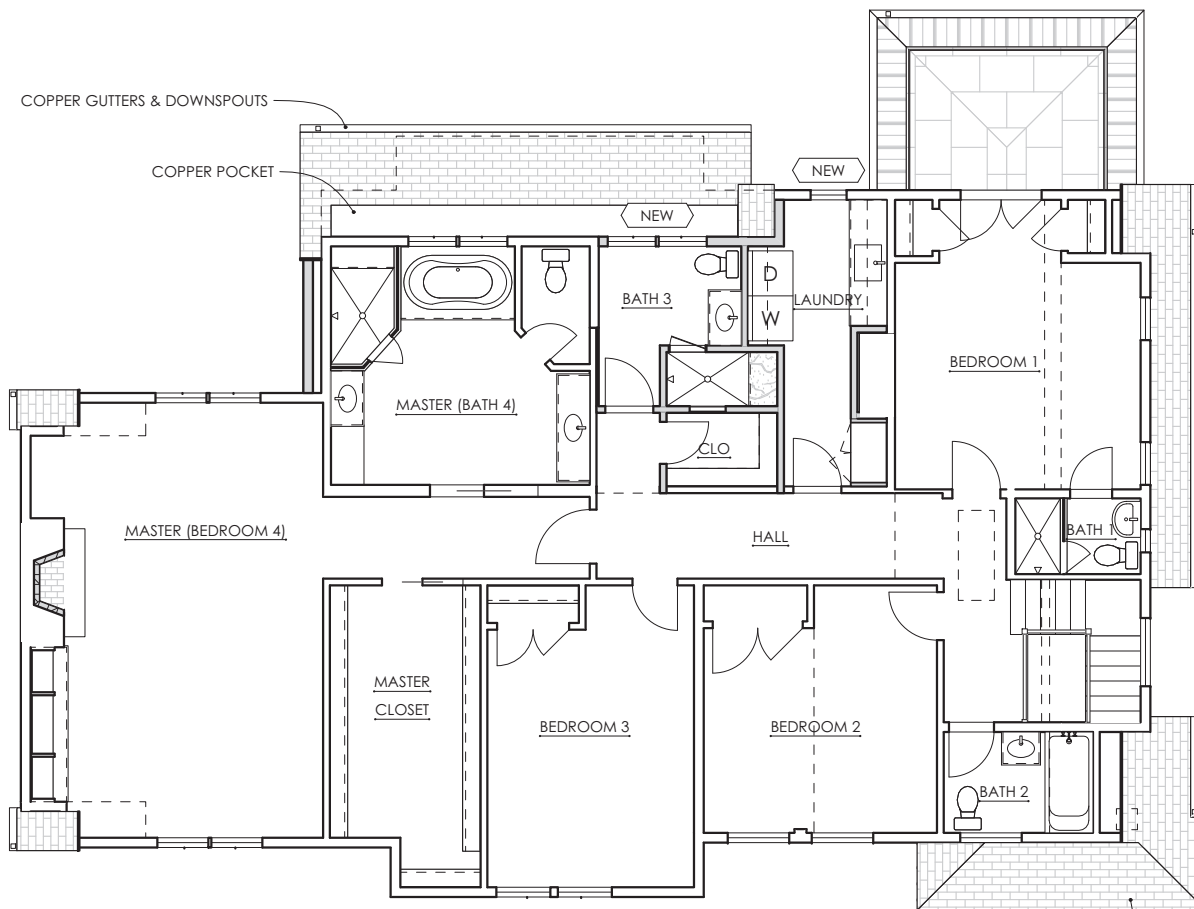 COPPER GUTTERS & DOWNSPOUTS
COPPER POCKET
NEW
NEW
D
W
BATH 3
LAUNDRY
BEDROOM 1
MASTER (BATH 4)
CLO
MASTER (BEDROOM 4)
HALL
BATH 1
MASTER
CLOSET
BEDROOM 3
BEDROOM 2
BATH 2